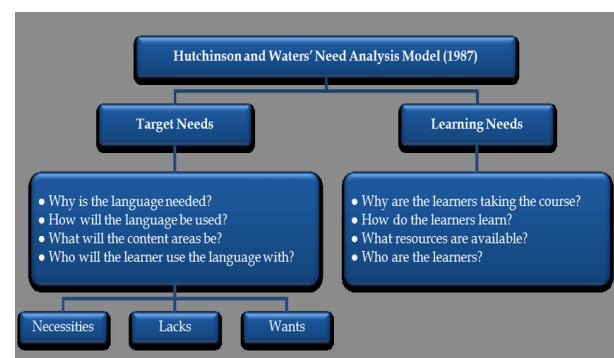 Hutchinson and Waters' Need Analysis Model (1987)
Target Needs
Learning Needs
● Why is the language needed?
● How will the language be used?
● What will the content areas be?
● Who will the learner use the language with?
● Why are the learners taking the course?
● How do the learners learn?
● What resources are available?
● Who are the learners?
Necessities
Lacks
Wants